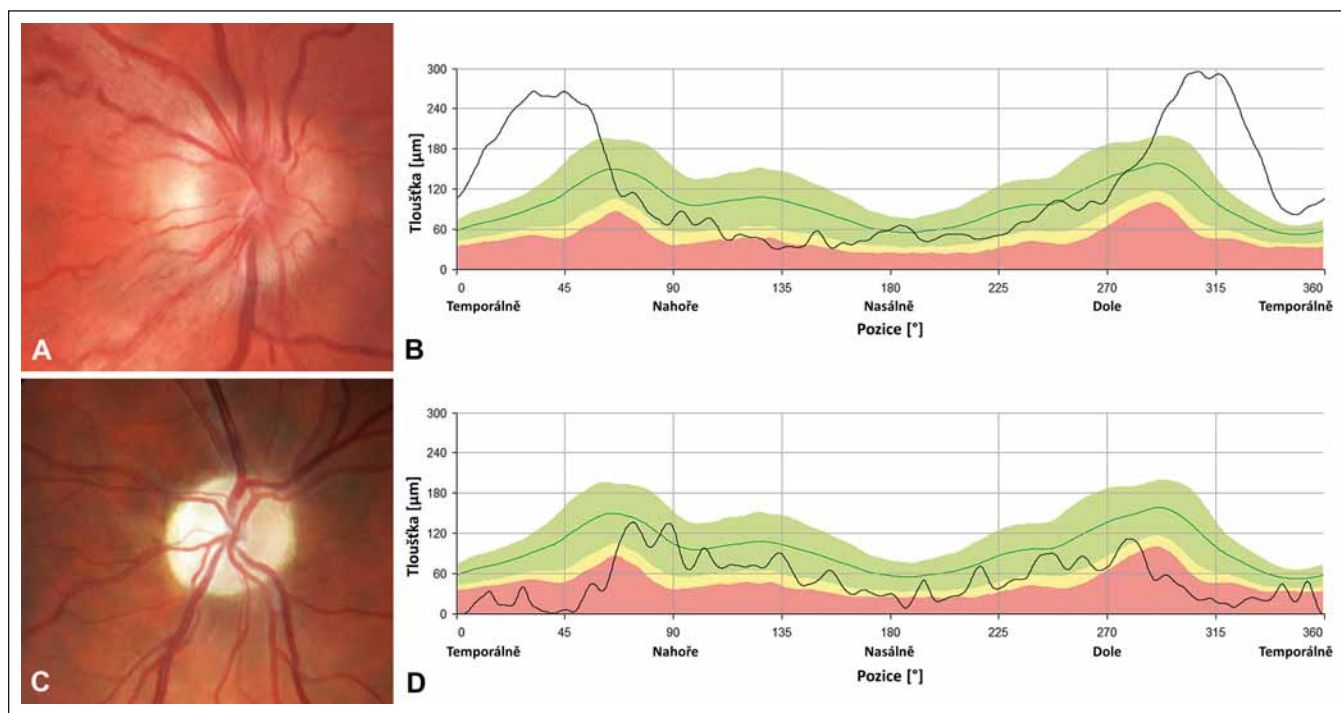 A
B
Tloušťka [µm]
300
240
180
120
60
0
0 45 90 135 180 225 270 315 360
Temporálně Nahoře Nasálně Dole Temporálně
Pozice [°]
C
D
Tloušťka [µm]
300
240
180
120
60
0
0 45 90 135 180 225 270 315 360
Temporálně Nahoře Nasálně Dole Temporálně
Pozice [°]